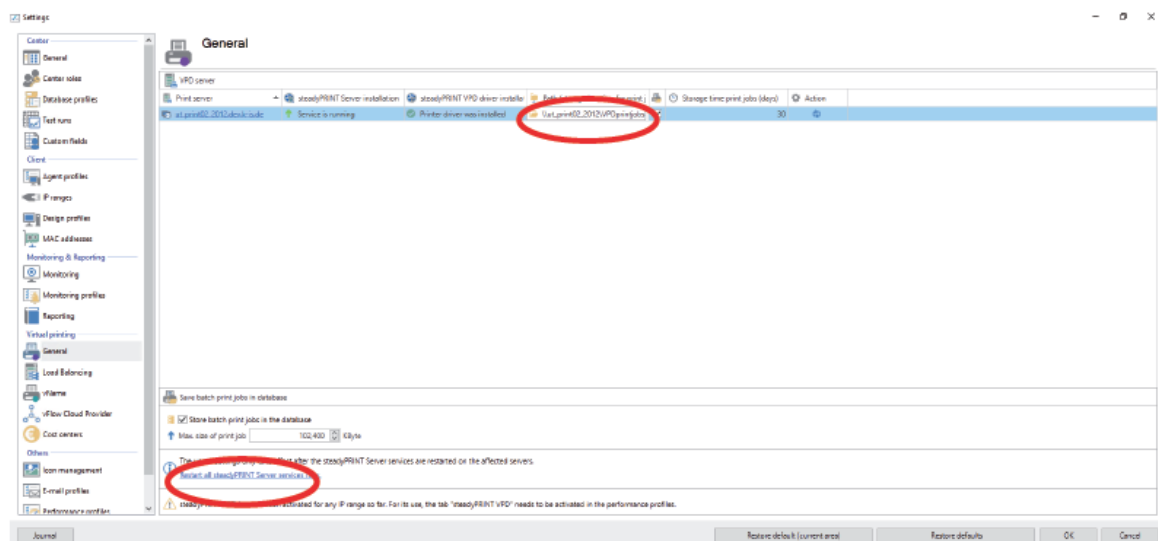 Settings
Center
General
Center roles
Database profiles
Test runs
Custom fields
Client
Agent profiles
IP ranges
Design profiles
MAC addresses
Monitoring & Reporting
Monitoring
Monitoring profiles
Reporting
Virtual printing
General
Load Balancing
vName
vFlow Cloud Provider
Cost centers
Others
Icon management
E-mail profiles
Performance profiles
General
VPD server
Print server steadyPRINT Server installation steadyPRINT VPD driver installa Storage time print jobs (days) Action
Service is running Printer driver was installed 30
Save batch print jobs in database
Store batch print jobs in the database
Max. size of print job 102,400 KByte
after the steadyPRINT Server services are restarted on the affected servers.
Restart all steadyPRINT Server services
activated for any IP range so far. For its use, the tab "steadyPRINT VPD" needs to be activated in the performance profiles.
Journal Restore default (current area) Restore defaults OK Cancel